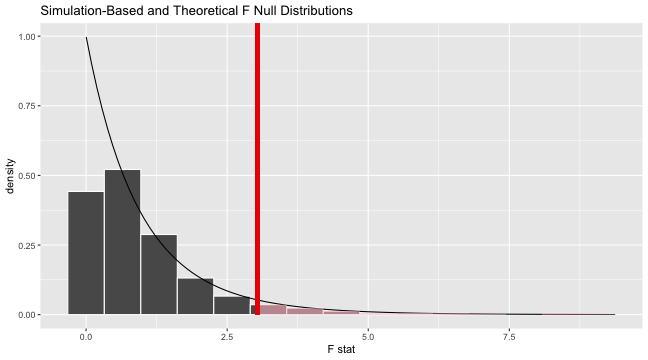 Simulation-Based and Theoretical F Null Distributions
1.00
0.75
0.50
0.25
0.00
density
0.0 2.5 5.0 7.5
F stat